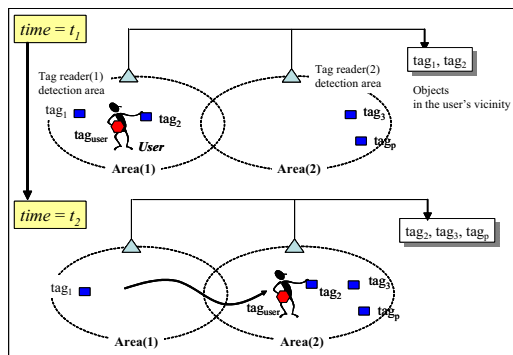 time = t1
Tag reader(1)
detection area
Tag reader(2)
detection area
tag1, tag2
Objects
in the user's vicinity
tag1
tag2
taguser
User
tag3
tagp
Area(1)
Area(2)
time = t2
tag2, tag3, tagp
tag1
tag2
tag3
taguser
tagp
Area(1)
Area(2)